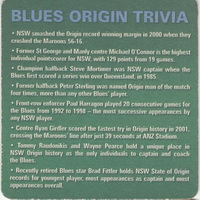 BLUES ORIGIN TRIVIA
• NSW smashed the Origin record winning margin in 2000 when they
crushed the Maroons 56-16.
• Former St George and Manly centre Michael O'Connor is the highest
individual pointscorer for NSW, with 129 points from 19 games.
• Champion halfback Steve Mortimer was NSW captain when the
Blues first scored a series win over Queensland, in 1985.
• Former halfback Peter Sterling was named Origin man of the match
four times, more than any other Blues' player.
• Front-row enforcer Paul Harragon played 20 consecutive games for
the Blues from 1992 to 1998 – the most successive appearances by
any NSW player.
• Centre Ryan Girdler scored the fastest try in Origin history in 2001,
crossing the Maroons' line after just 39 seconds at ANZ Stadium.
• Tommy Raudonikis and Wayne Pearce hold a unique place in
NSW Origin history as the only individuals to captain and coach
the Blues.
• Recently retired Blues star Brad Fittler holds NSW State of Origin
records for youngest player, most appearances as captain and most
appearances overall.